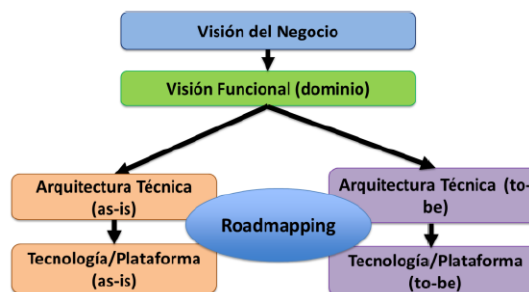 Visión del Negocio
Visión Funcional (dominio)
Arquitectura Técnica
(as-is)
Arquitectura Técnica (to-
be)
Roadmapping
Tecnología/Plataforma
(as-is)
Tecnología/Plataforma
(to-be)